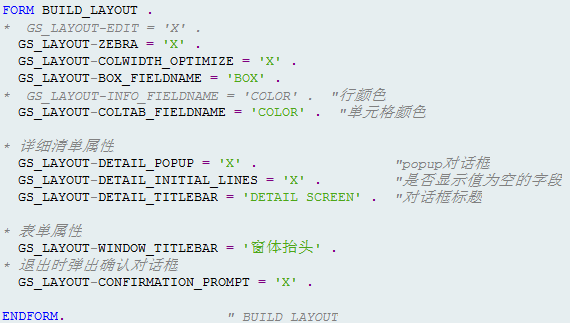 FORM BUILD_LAYOUT .
*  GS_LAYOUT-EDIT = 'X' .
  GS_LAYOUT-ZEBRA = 'X' .
  GS_LAYOUT-COLWIDTH_OPTIMIZE = 'X' .
  GS_LAYOUT-BOX_FIELDNAME = 'BOX' .
*  GS_LAYOUT-INFO_FIELDNAME = 'COLOR' .  "行颜色
  GS_LAYOUT-COLTAB_FIELDNAME = 'COLOR' .  "单元格颜色
* 详细清单属性
  GS_LAYOUT-DETAIL_POPUP = 'X' .  "popup对话框
  GS_LAYOUT-DETAIL_INITIAL_LINES = 'X' .  "是否显示值为空的字段
  GS_LAYOUT-DETAIL_TITLEBAR = 'DETAIL SCREEN' .  "对话框标题
* 表单属性
  GS_LAYOUT-WINDOW_TITLEBAR = '窗体抬头' .
* 退出时弹出确认对话框
  GS_LAYOUT-CONFIRMATION_PROMPT = 'X' .
ENDFORM.  " BUILD_LAYOUT